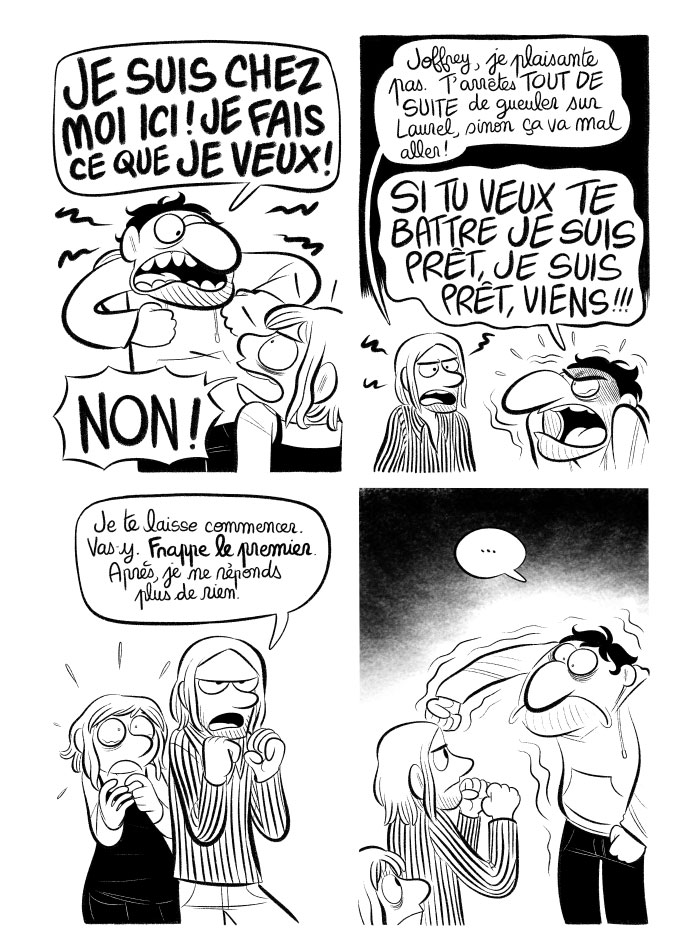 JE SUIS CHEZ
MOI ICI ! JE FAIS
CE QUE JE VEUX !
NON !
Joffrey, je plaisante
pas. T'arrêtes TOUT DE
SUITE de gueuler sur
Laurel, sinon ça va mal
aller !
SI TU VEUX TE
BATTRE JE SUIS
PRÊT, JE SUIS
PRÊT, VIENS !!!
Je te laisse commencer.
Vas-y. Frappe le premier.
Après, je ne réponds
plus de rien.
...